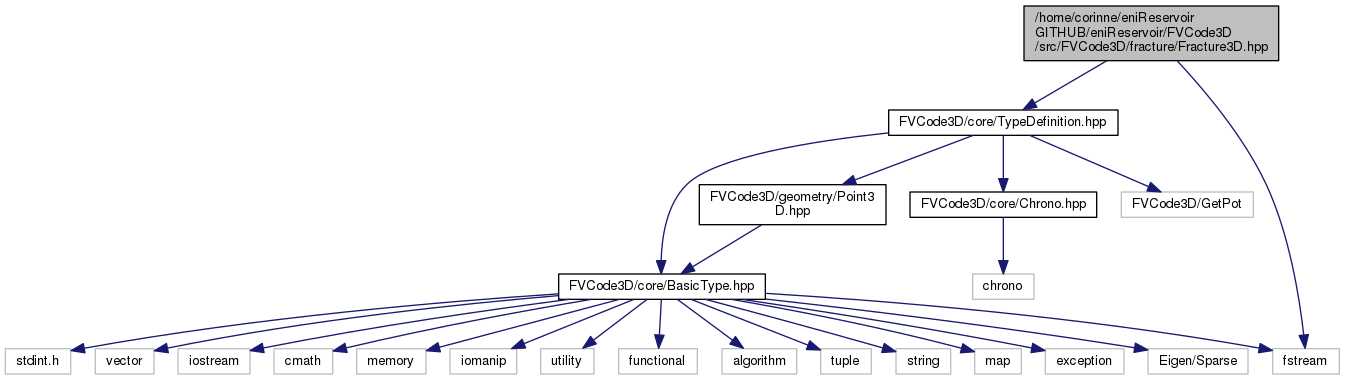 /home/corinne/eniReservoir
GITHUB/eniReservoir/FVCode3D
/src/FVCode3D/fracture/Fracture3D.hpp
FVCode3D/core/TypeDefinition.hpp
FVCode3D/geometry/Point3
D.hpp
FVCode3D/core/Chrono.hpp
FVCode3D/GetPot
FVCode3D/core/BasicType.hpp
chrono
stdint.h
vector
iostream
cmath
memory
iomanip
utility
functional
algorithm
tuple
string
map
exception
Eigen/Sparse
fstream